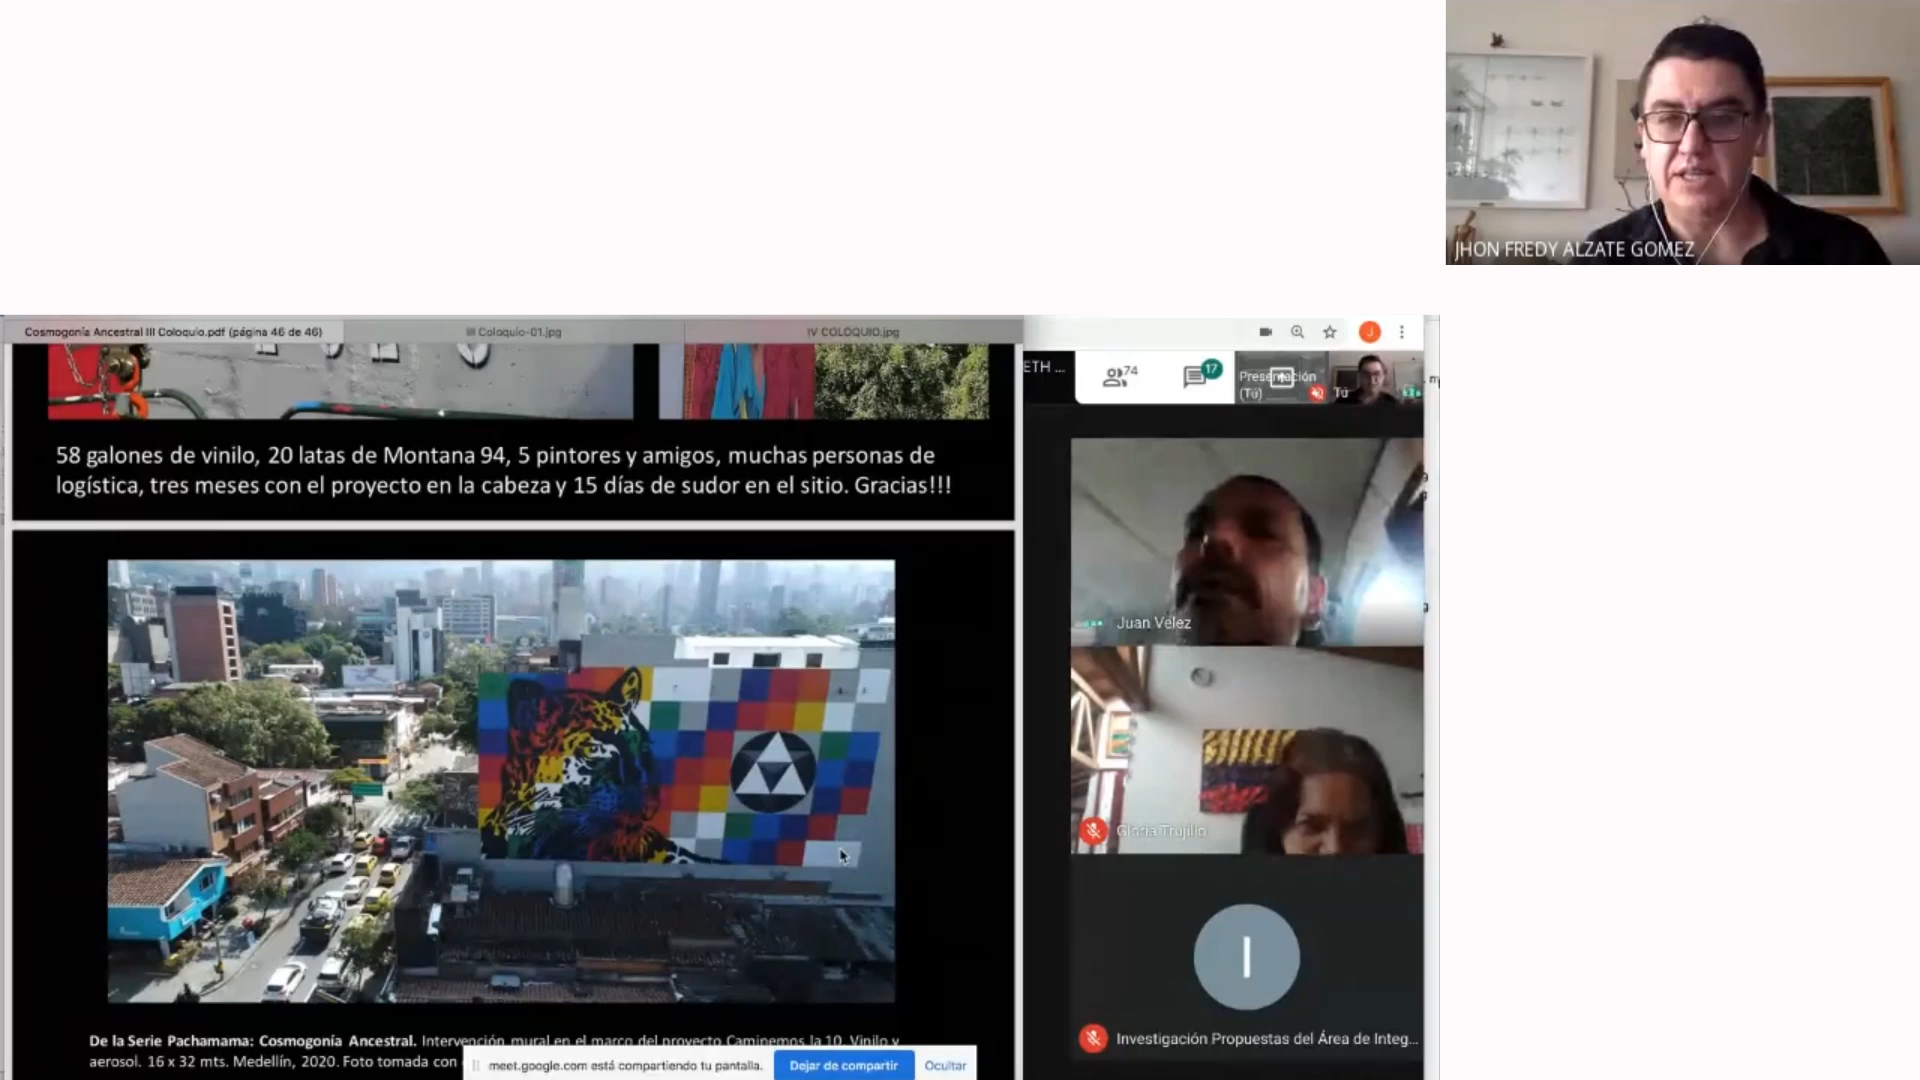 JHON FREDY ALZATE GOMEZ
Cosmogonía Ancestral III Coloquio.pdf (página 46 de 46)
III Coloquio-01.jpg
IV COLOQUIO.jpg
J
ETH ...
74
17
Presentación
(Tú)
Tú
58 galones de vinilo, 20 latas de Montana 94, 5 pintores y amigos, muchas personas de
logística, tres meses con el proyecto en la cabeza y 15 días de sudor en el sitio. Gracias!!!
Juan Vélez
Gloria Trujillo
I
Investigación Propuestas del Área de Integ...
De la Serie Pachamama: Cosmogonía Ancestral. Intervención mural en el marco del proyecto Caminemos la 10. Vinilo y
aerosol. 16 x 32 mts. Medellín, 2020. Foto tomada con
meet.google.com está compartiendo tu pantalla.
Dejar de compartir
Ocultar